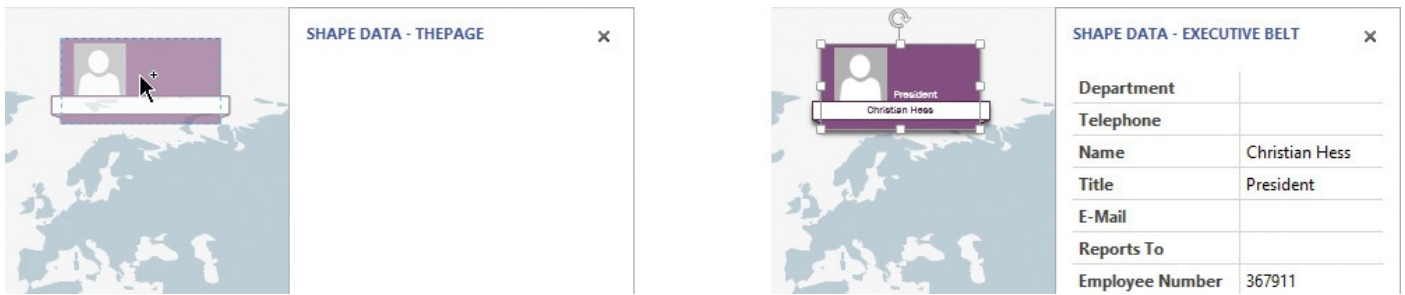 SHAPE DATA - THEPAGE
SHAPE DATA - EXECUTIVE BELT
President
Christian Hess
Department
Telephone
Name Christian Hess
Title President
E-Mail
Reports To
Employee Number 367911